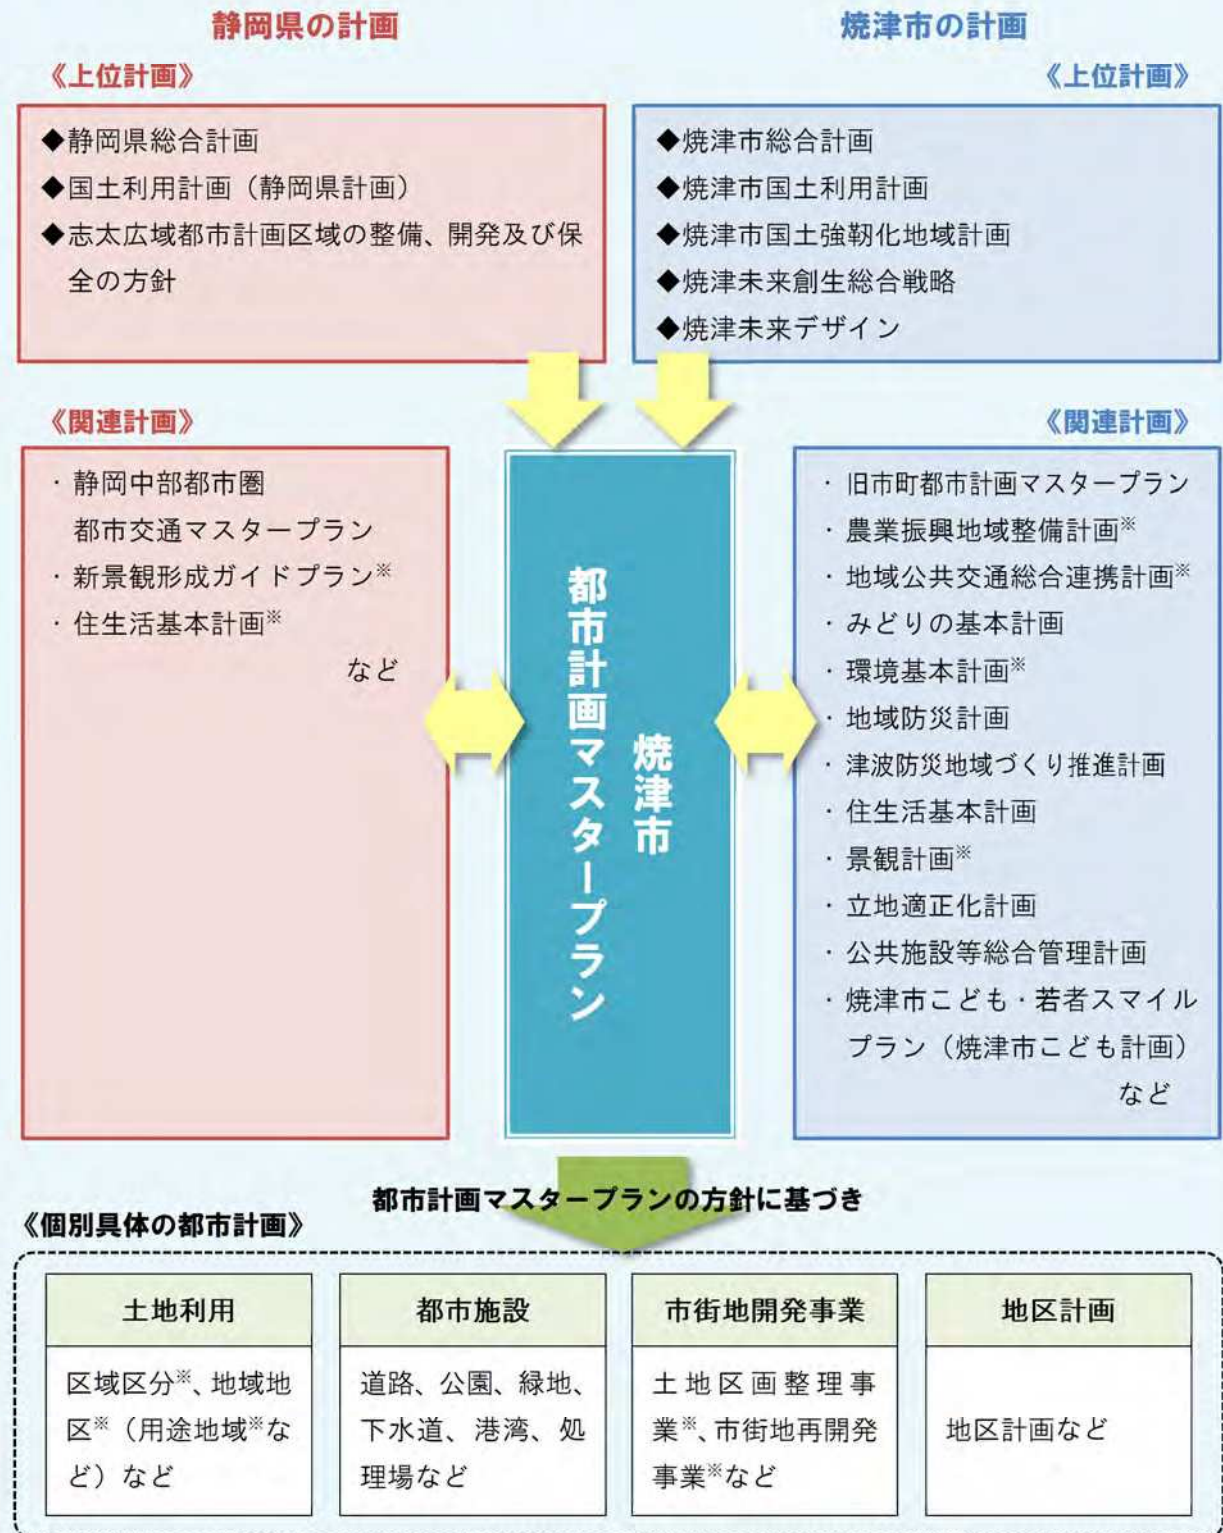 静岡県の計画
《上位計画》
◆静岡県総合計画
◆国土利用計画（静岡県計画）
◆志太広域都市計画区域の整備、開発及び保
全の方針
焼津市の計画
《上位計画》
◆焼津市総合計画
◆焼津市国土利用計画
◆焼津市国土強靭化地域計画
◆焼津未来創生総合戦略
◆焼津未来デザイン
《関連計画》
・静岡中部都市圏
都市交通マスタープラン
・新景観形成ガイドプラン※
・住生活基本計画※
など
焼津市
都市計画マスタープラン
《関連計画》
・旧市町都市計画マスタープラン
・農業振興地域整備計画※
・地域公共交通総合連携計画※
・みどりの基本計画
・環境基本計画※
・地域防災計画
・津波防災地域づくり推進計画
・住生活基本計画
・景観計画※
・立地適正化計画
・公共施設等総合管理計画
・焼津市こども・若者スマイル
プラン（焼津市こども計画）
など
都市計画マスタープランの方針に基づき
《個別具体の都市計画》
土地利用
区域区分※、地域地
区※（用途地域※な
ど）など
都市施設
道路、公園、緑地、
下水道、港湾、処
理場など
市街地開発事業
土地区画整理事
業※、市街地再開発
事業※など
地区計画
地区計画など